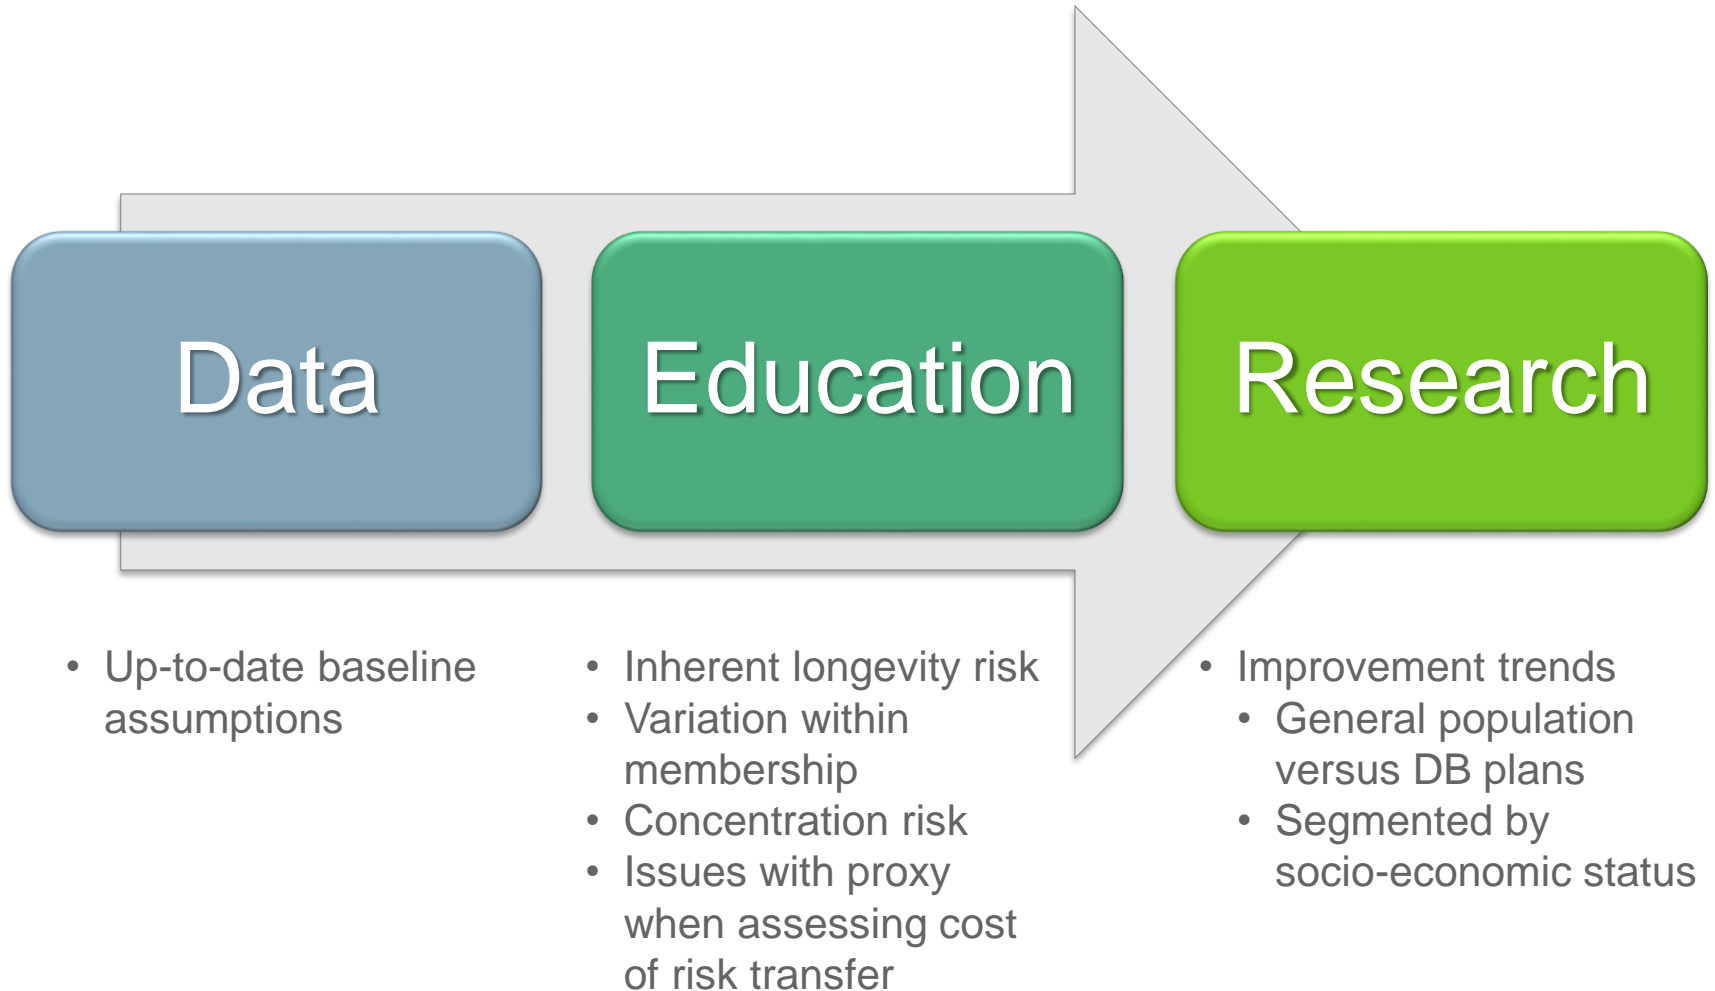 Data
Education
Research
• Up-to-date baseline
assumptions
• Inherent longevity risk
• Variation within
membership
• Concentration risk
• Issues with proxy
when assessing cost
of risk transfer
• Improvement trends
• General population
versus DB plans
• Segmented by
socio-economic status